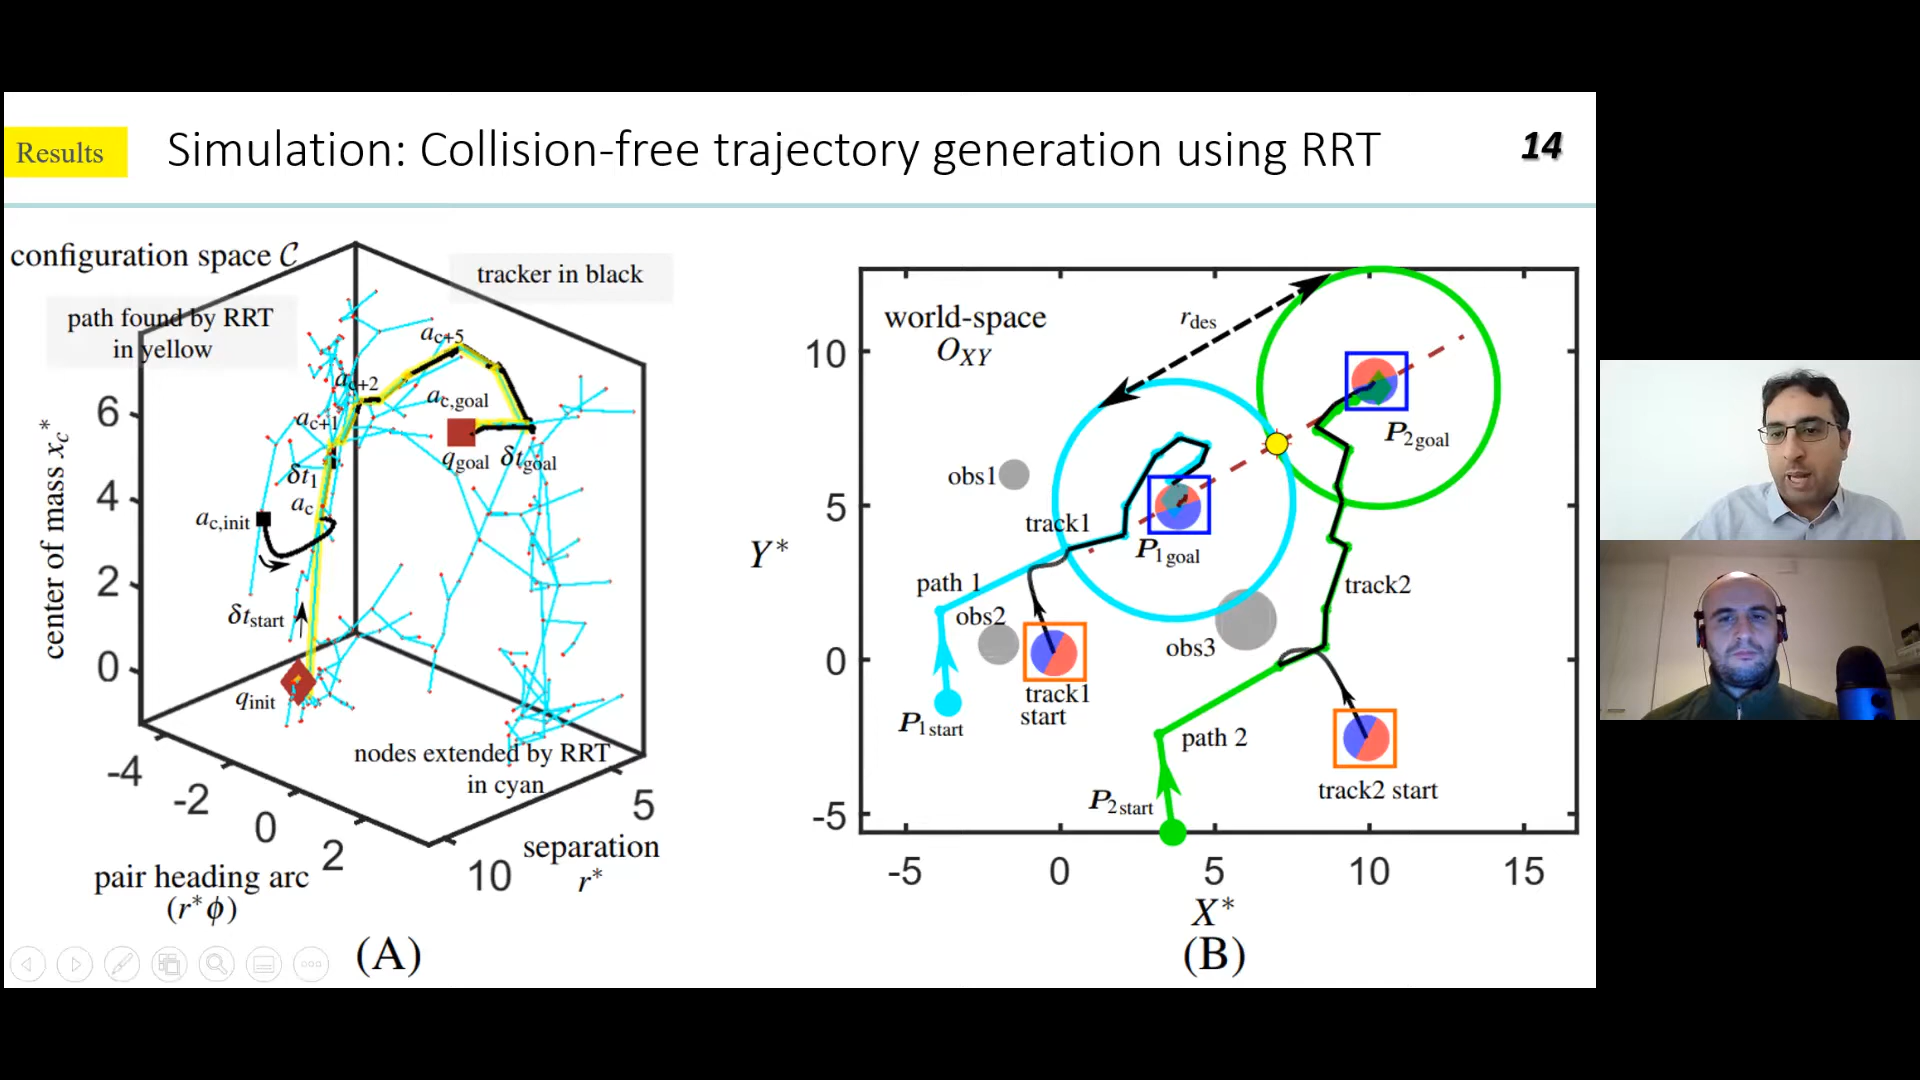 Results
Simulation: Collision-free trajectory generation using RRT
14
configuration space 𝒞
tracker in black
path found by RRT
in yellow
center of mass x_c*
6
4
2
0
a_c+5
a_c+2
a_c+1
a_c,goal
q_goal
δt_goal
δt_1
a_c
a_c,init
δt_start
q_init
nodes extended by RRT
in cyan
-4
-2
0
2
5
10
pair heading arc
(r*ϕ)
separation
r*
(A)
world-space
O_XY
r_des
10
5
0
-5
Y*
obs1
track1
P_1goal
P_2goal
path 1
obs2
obs3
track2
track1
start
P_1start
path 2
P_2start
track2 start
-5
0
5
10
15
X*
(B)